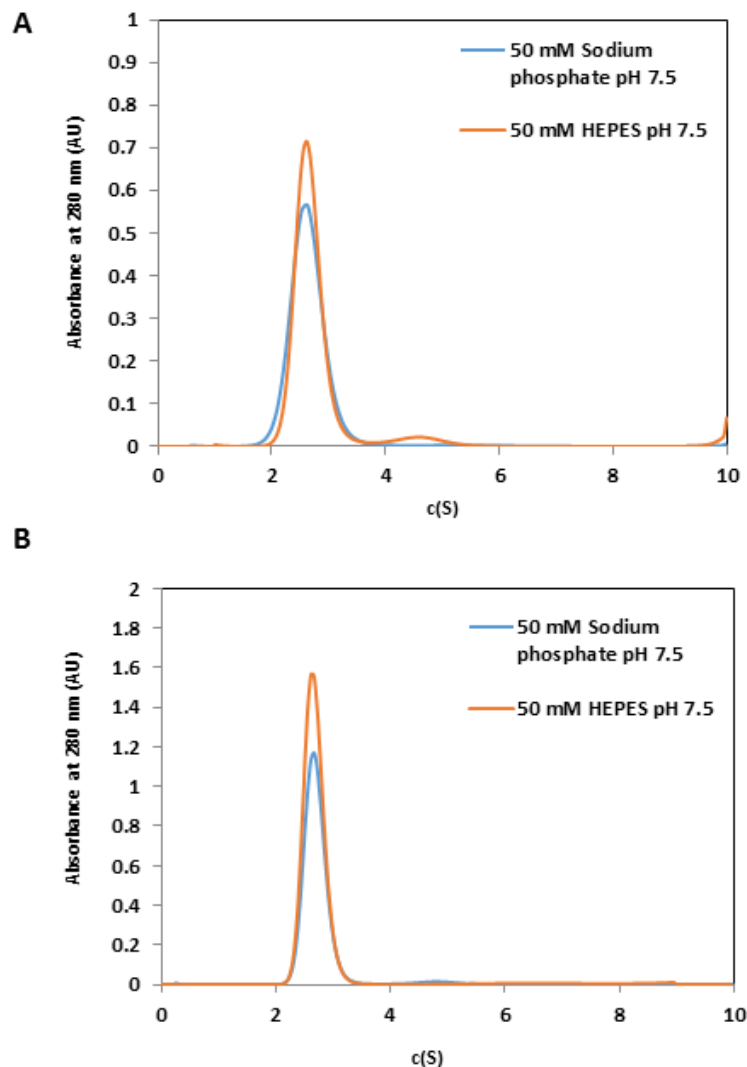 A
Absorbance at 280 nm (AU)
1
0.9
0.8
0.7
0.6
0.5
0.4
0.3
0.2
0.1
0
50 mM Sodium
phosphate pH 7.5
50 mM HEPES pH 7.5
0 2 4 6 8 10
c(S)
B
Absorbance at 280 nm (AU)
2
1.8
1.6
1.4
1.2
1
0.8
0.6
0.4
0.2
0
50 mM Sodium
phosphate pH 7.5
50 mM HEPES pH 7.5
0 2 4 6 8 10
c(S)